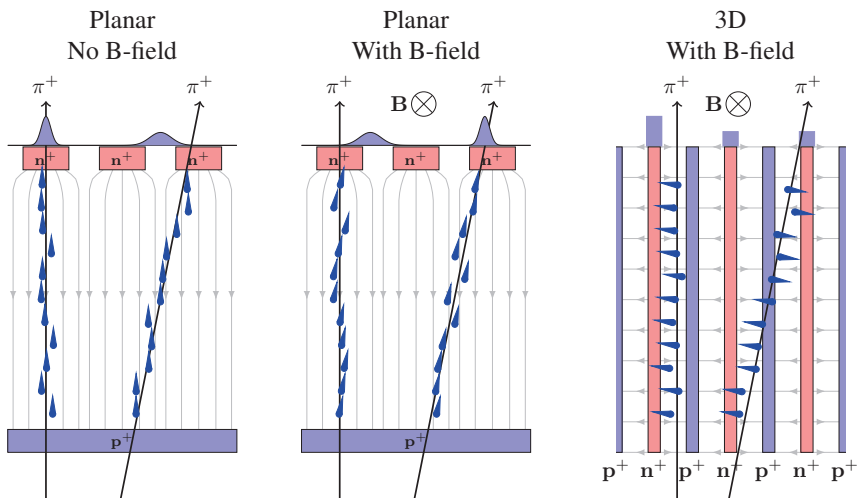 Planar
No B-field
π⁺
π⁺
n⁺
n⁺
n⁺
p⁺
Planar
With B-field
π⁺
B⊗
π⁺
n⁺
n⁺
n⁺
p⁺
3D
With B-field
π⁺
B⊗
π⁺
p⁺ n⁺ p⁺ n⁺ p⁺ n⁺ p⁺